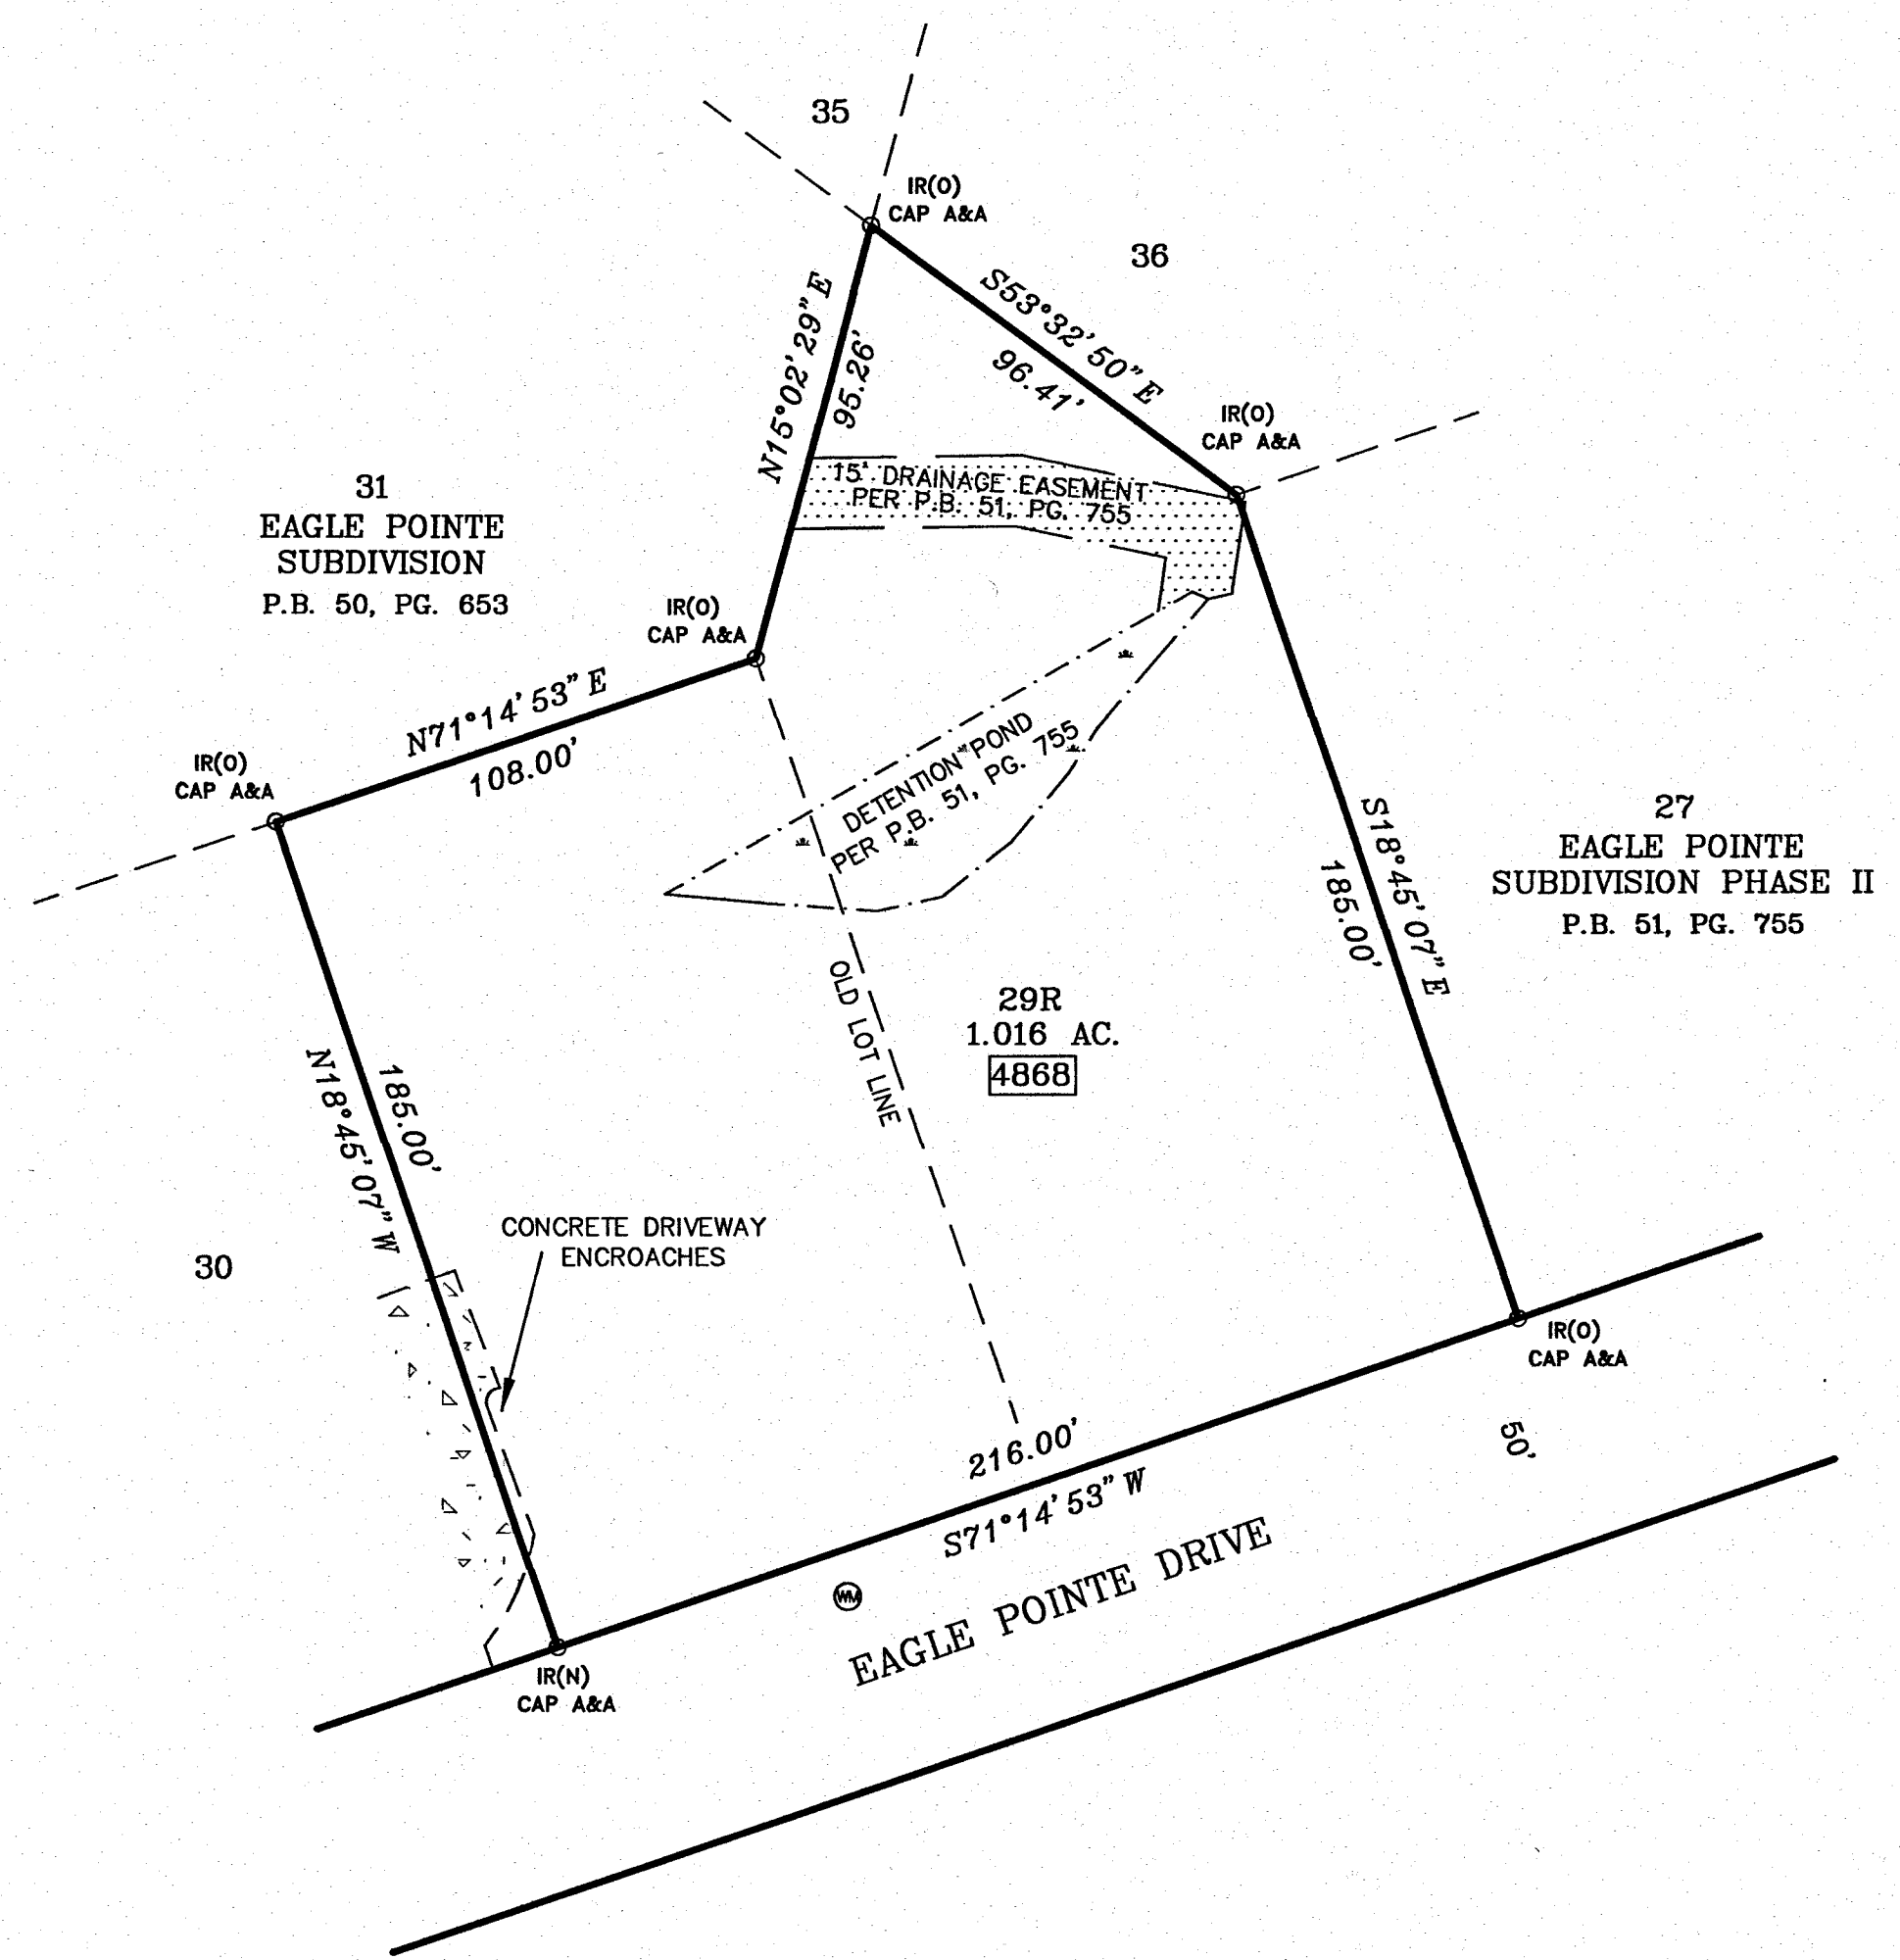 35
IR(O)
CAP A&A
36
S53°32'50"E
96.41'
N15°02'29"E
95.26'
IR(O)
CAP A&A
15' DRAINAGE EASEMENT
PER P.B. 51, PG. 755
31
EAGLE POINTE
SUBDIVISION
P.B. 50, PG. 653
IR(O)
CAP A&A
N71°14'53"E
108.00'
IR(O)
CAP A&A
DETENTION POND
PER P.B. 51, PG. 755
S18°45'07"E
185.00'
27
EAGLE POINTE
SUBDIVISION PHASE II
P.B. 51, PG. 755
OLD LOT LINE
29R
1.016 AC.
4868
185.00'
N18°45'07"W
30
CONCRETE DRIVEWAY
ENCROACHES
IR(O)
CAP A&A
50'
216.00'
S71°14'53"W
WM
EAGLE POINTE DRIVE
IR(N)
CAP A&A